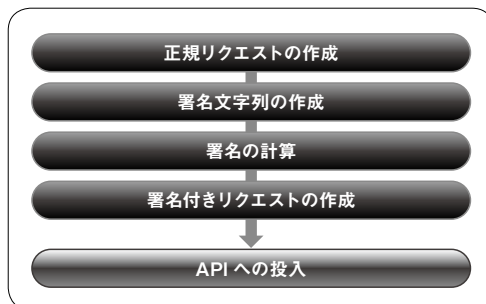 正規リクエストの作成
署名文字列の作成
署名の計算
署名付きリクエストの作成
API への投入